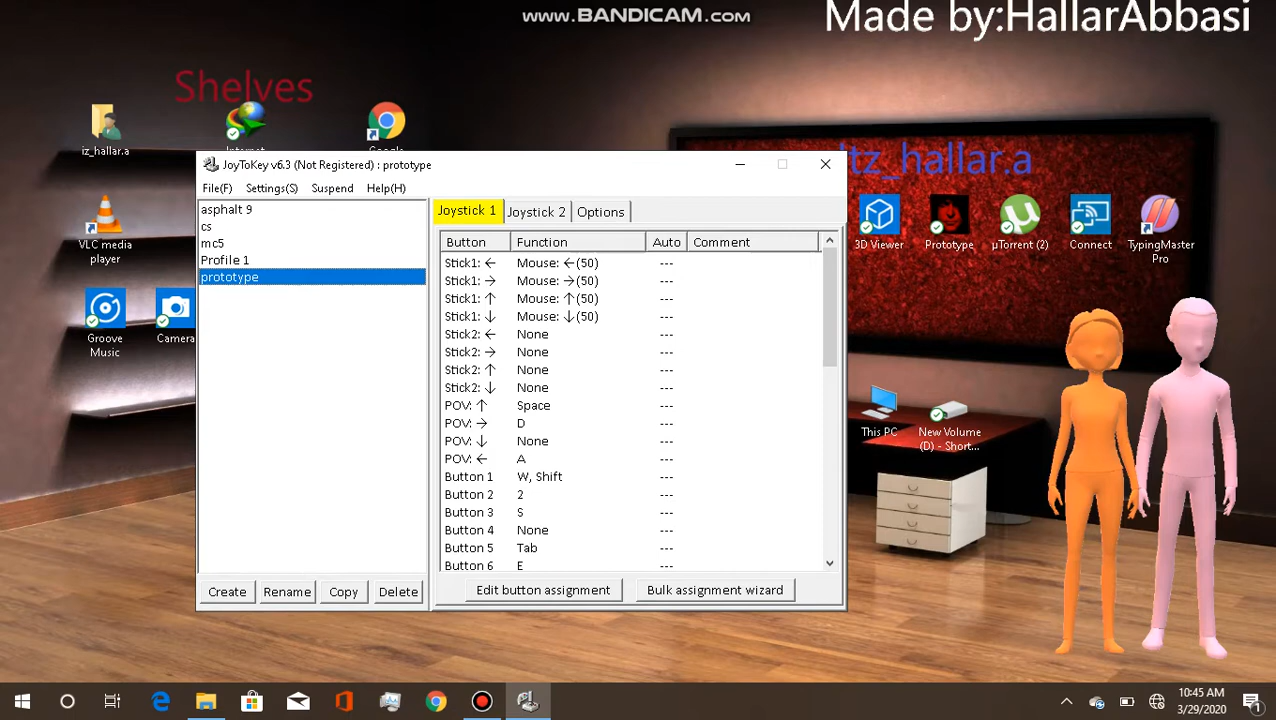 www.BANDICAM.com
Made by:HallarAbbasi
Shelves
itz_hallar.a
iz_hallar.a
VLC media
player
Groove
Music
Camera
3D Viewer
Prototype
µTorrent (2)
Connect
TypingMaster
Pro
This PC
New Volume
(D) - Short...
JoyToKey v6.3 (Not Registered) : prototype
File(F) Settings(S) Suspend Help(H)
asphalt 9
cs
mc5
Profile 1
prototype
Create Rename Copy Delete
Joystick 1 Joystick 2 Options
Button Function Auto Comment
Stick1: ← Mouse: ←(50) ---
Stick1: → Mouse: →(50) ---
Stick1: ↑ Mouse: ↑(50) ---
Stick1: ↓ Mouse: ↓(50) ---
Stick2: ← None ---
Stick2: → None ---
Stick2: ↑ None ---
Stick2: ↓ None ---
POV: ↑ Space ---
POV: → D ---
POV: ↓ None ---
POV: ← A ---
Button 1 W, Shift ---
Button 2 2 ---
Button 3 S ---
Button 4 None ---
Button 5 Tab ---
Button 6 E ---
Edit button assignment Bulk assignment wizard
10:45 AM
3/29/2020
1